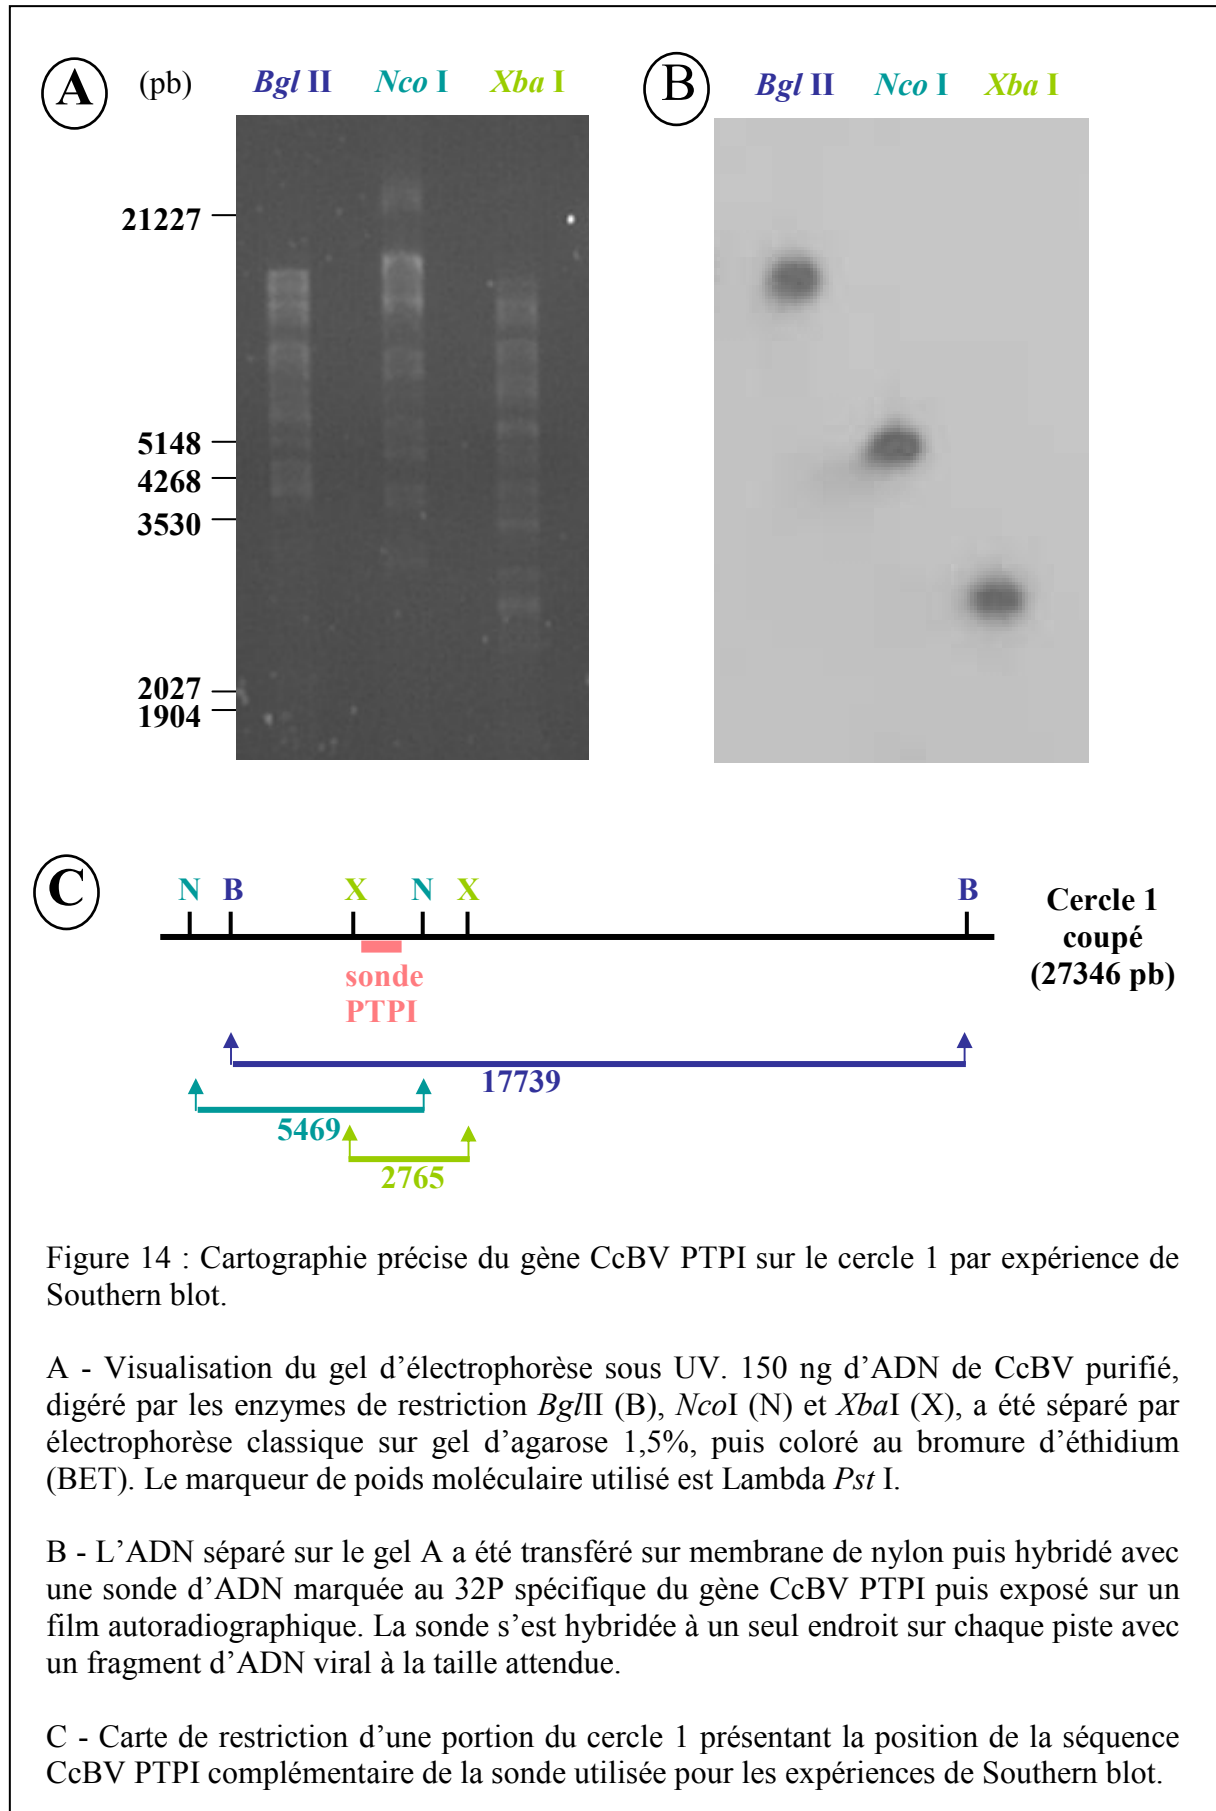 A (pb) Bgl II Nco I Xba I
21227
5148
4268
3530
2027
1904
B Bgl II Nco I Xba I
C
N B X N X B
sonde
PTPI
Cercle 1
coupé
(27346 pb)
17739
5469
2765
Figure 14 : Cartographie précise du gène CcBV PTPI sur le cercle 1 par expérience de
Southern blot.
A - Visualisation du gel d’électrophorèse sous UV. 150 ng d’ADN de CcBV purifié,
digéré par les enzymes de restriction BglII (B), NcoI (N) et XbaI (X), a été séparé par
électrophorèse classique sur gel d’agarose 1,5%, puis coloré au bromure d’éthidium
(BET). Le marqueur de poids moléculaire utilisé est Lambda Pst I.
B - L’ADN séparé sur le gel A a été transféré sur membrane de nylon puis hybridé avec
une sonde d’ADN marquée au 32P spécifique du gène CcBV PTPI puis exposé sur un
film autoradiographique. La sonde s’est hybridée à un seul endroit sur chaque piste avec
un fragment d’ADN viral à la taille attendue.
C - Carte de restriction d’une portion du cercle 1 présentant la position de la séquence
CcBV PTPI complémentaire de la sonde utilisée pour les expériences de Southern blot.